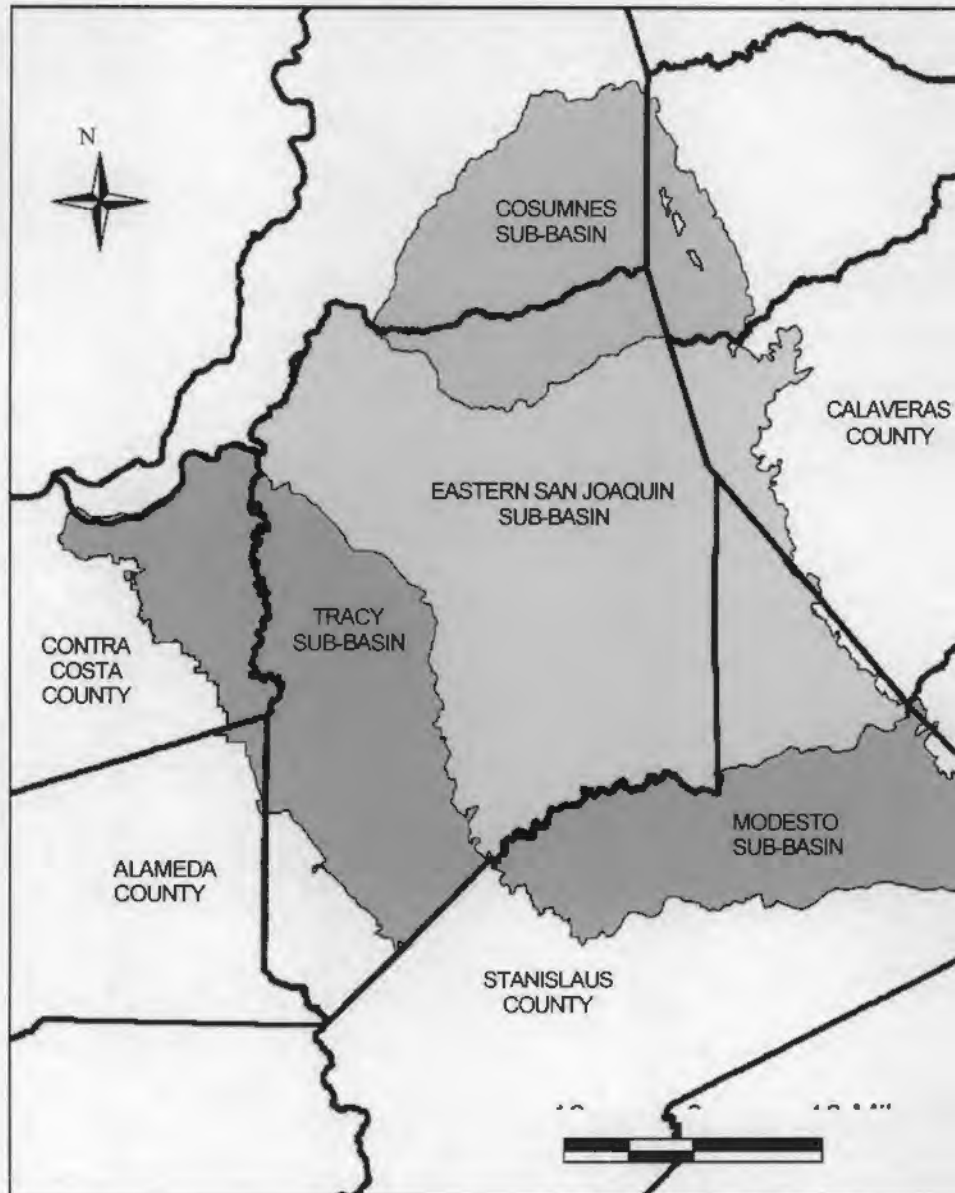 N
COSUMNES
SUB-BASIN
CALAVERAS
COUNTY
EASTERN SAN JOAQUIN
SUB-BASIN
TRACY
SUB-BASIN
CONTRA
COSTA
COUNTY
MODESTO
SUB-BASIN
ALAMEDA
COUNTY
STANISLAUS
COUNTY